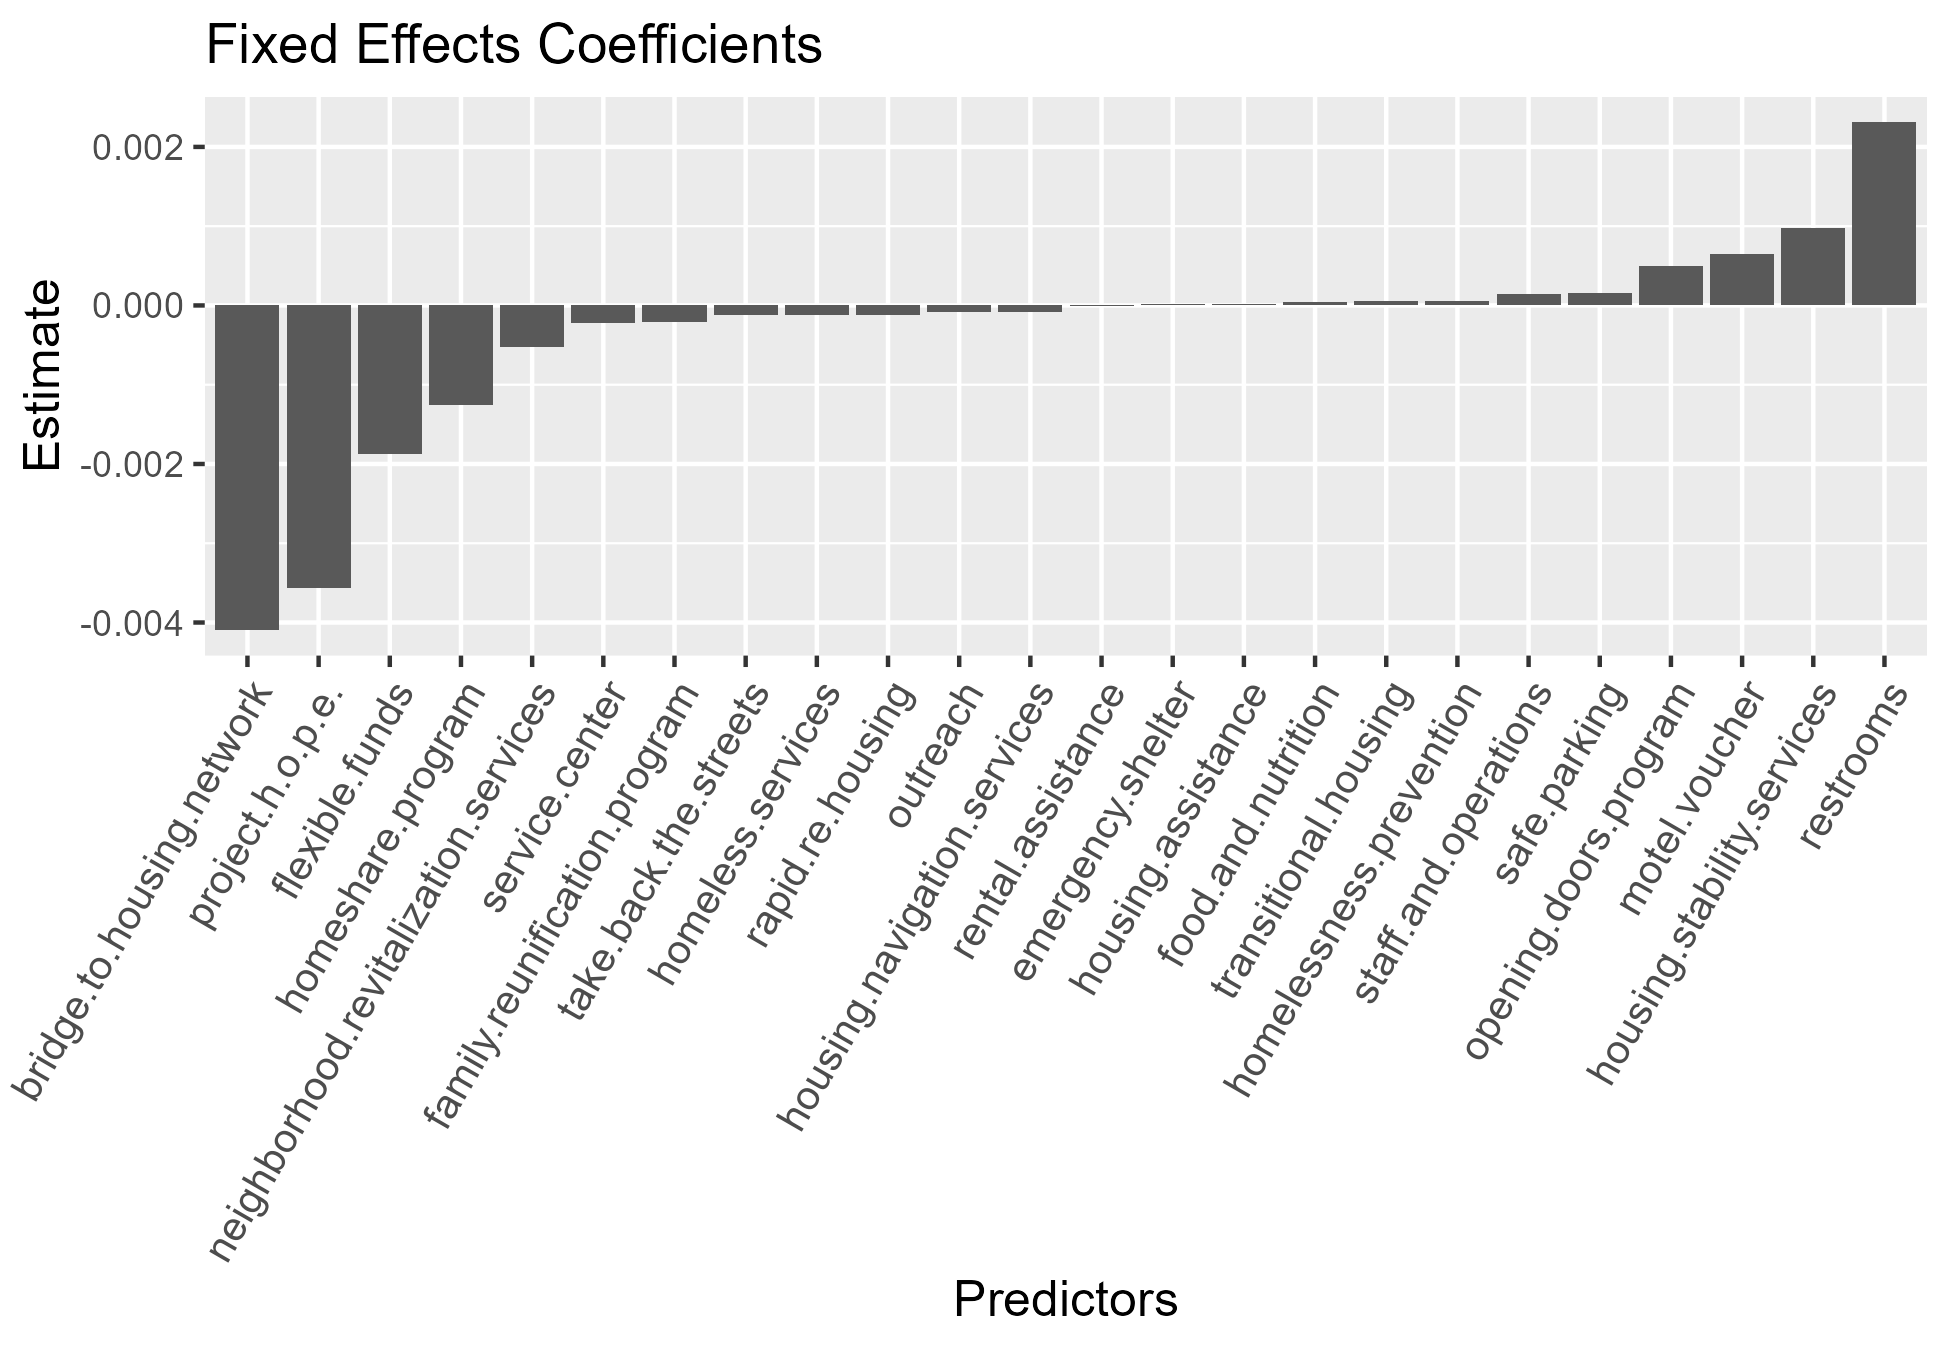 Fixed Effects Coefficients
Estimate
0.002
0.000
-0.002
-0.004
bridge.to.housing.network
project.h.o.p.e.
flexible.funds
homeshare.program
neighborhood.revitalization.services
service.center
family.reunification.program
take.back.the.streets
homeless.services
rapid.re.housing
outreach
housing.navigation.services
rental.assistance
emergency.shelter
housing.assistance
food.and.nutrition
transitional.housing
homelessness.prevention
staff.and.operations
safe.parking
opening.doors.program
motel.voucher
housing.stability.services
restrooms
Predictors